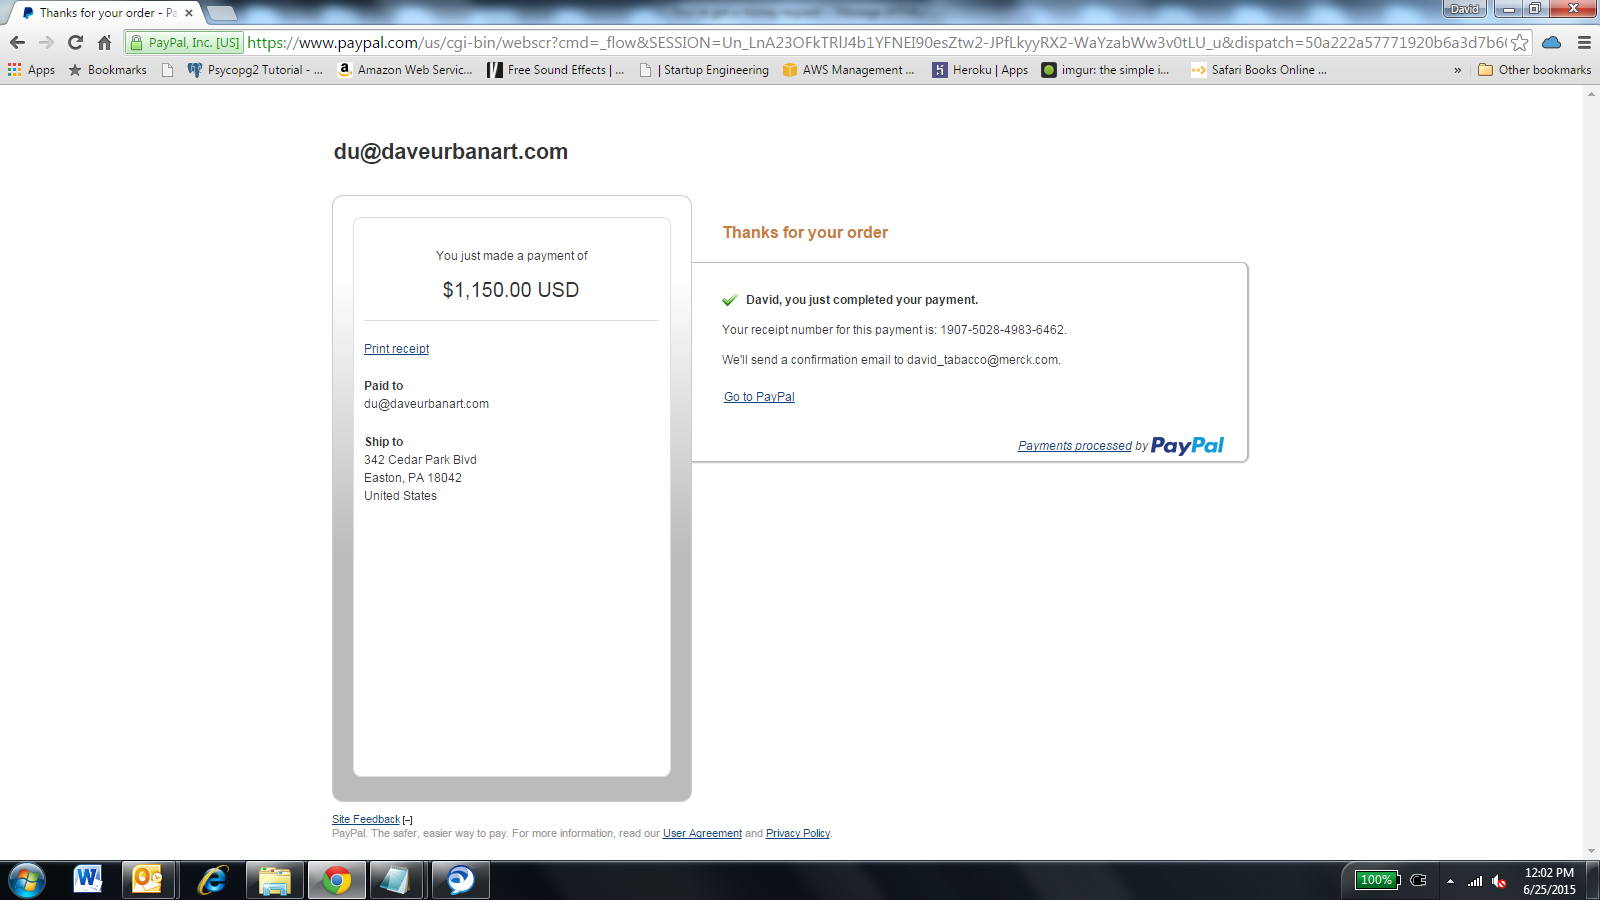 Thanks for your order - Pa
David
PayPal, Inc. [US]
https://www.paypal.com/us/cgi-bin/webscr?cmd=_flow&SESSION=Un_LnA23OFkTRlJ4b1YFNEI90esZtw2-JPfLkyyRX2-WaYzabWw3v0tLU_u&dispatch=50a222a57771920b6a3d7b6
Apps
Bookmarks
Psycopg2 Tutorial - ...
Amazon Web Servic...
Free Sound Effects | ...
| Startup Engineering
AWS Management ...
Heroku | Apps
imgur: the simple i...
Safari Books Online ...
»
Other bookmarks
du@daveurbanart.com
You just made a payment of
$1,150.00 USD
Print receipt
Paid to
du@daveurbanart.com
Ship to
342 Cedar Park Blvd
Easton, PA 18042
United States
Thanks for your order
David, you just completed your payment.
Your receipt number for this payment is: 1907-5028-4983-6462.
We'll send a confirmation email to david_tabacco@merck.com.
Go to PayPal
Payments processed by PayPal
Site Feedback [–]
PayPal. The safer, easier way to pay. For more information, read our User Agreement and Privacy Policy.
100%
12:02 PM
6/25/2015